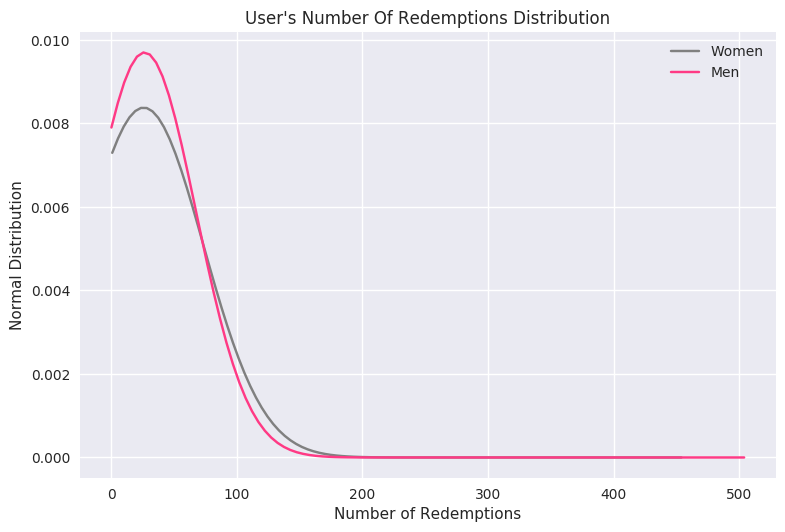 User's Number Of Redemptions Distribution
Women
Men
Normal Distribution
0.010
0.008
0.006
0.004
0.002
0.000
0 100 200 300 400 500
Number of Redemptions